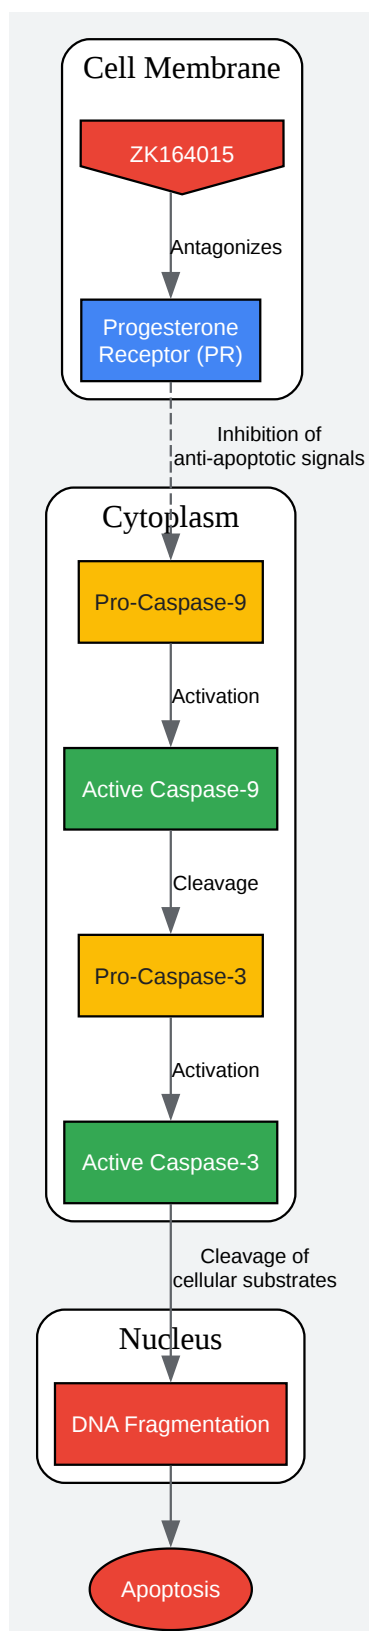 Cell Membrane
ZK164015
Antagonizes
Progesterone
Receptor (PR)
Inhibition of
anti-apoptotic signals
Cytoplasm
Pro-Caspase-9
Activation
Active Caspase-9
Cleavage
Pro-Caspase-3
Activation
Active Caspase-3
Cleavage of
cellular substrates
Nucleus
DNA Fragmentation
Apoptosis